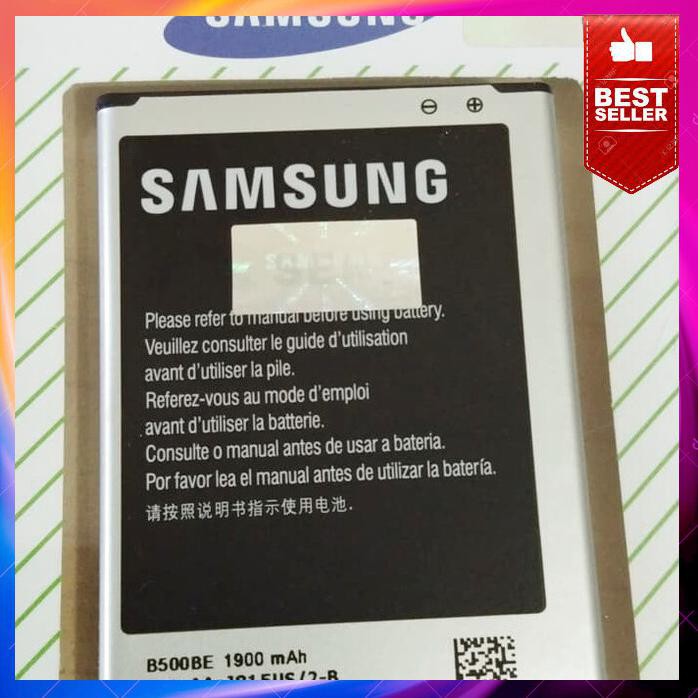 SAMSUNG
BEST
SELLER
SAMSUNG
Please refer to manual before using battery.
Veuillez consulter le guide d'utilisation
avant d'utiliser la pile.
Referez-vous au mode d'emploi
avant d'utiliser la batterie.
Consulte o manual antes de usar a bateria.
Por favor lea el manual antes de utilizar la batería.
请按照说明书指示使用电池.
B500BE 1900 mAh